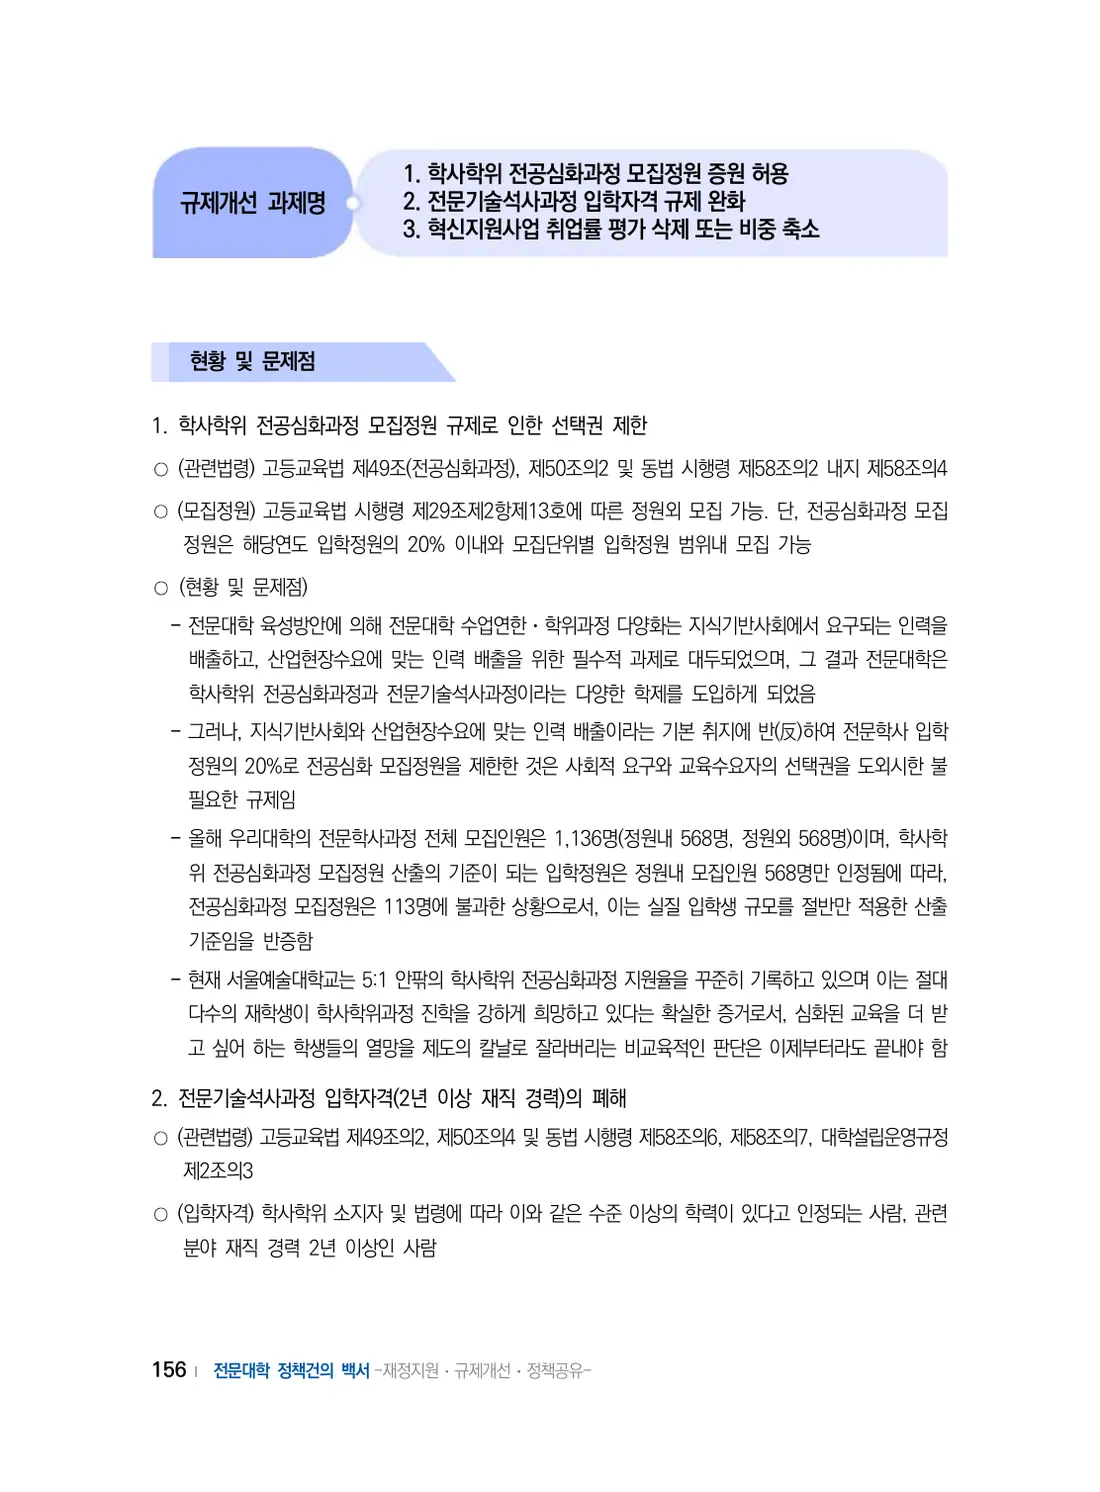 규제개선 과제명
1. 학사학위 전공심화과정 모집정원 증원 허용
2. 전문기술석사과정 입학자격 규제 완화
3. 혁신지원사업 취업률 평가 삭제 또는 비중 축소
현황 및 문제점
1. 학사학위 전공심화과정 모집정원 규제로 인한 선택권 제한
○ (관련법령) 고등교육법 제49조(전공심화과정), 제50조의2 및 동법 시행령 제58조의2 내지 제58조의4
○ (모집정원) 고등교육법 시행령 제29조제2항제13호에 따른 정원외 모집 가능. 단, 전공심화과정 모집
정원은 해당연도 입학정원의 20% 이내와 모집단위별 입학정원 범위내 모집 가능
○ (현황 및 문제점)
- 전문대학 육성방안에 의해 전문대학 수업연한·학위과정 다양화는 지식기반사회에서 요구되는 인력을
배출하고, 산업현장수요에 맞는 인력 배출을 위한 필수적 과제로 대두되었으며, 그 결과 전문대학은
학사학위 전공심화과정과 전문기술석사과정이라는 다양한 학제를 도입하게 되었음
- 그러나, 지식기반사회와 산업현장수요에 맞는 인력 배출이라는 기본 취지에 반(反)하여 전문학사 입학
정원의 20%로 전공심화 모집정원을 제한한 것은 사회적 요구와 교육수요자의 선택권을 도외시한 불
필요한 규제임
- 올해 우리대학의 전문학사과정 전체 모집인원은 1,136명(정원내 568명, 정원외 568명)이며, 학사학
위 전공심화과정 모집정원 산출의 기준이 되는 입학정원은 정원내 모집인원 568명만 인정됨에 따라,
전공심화과정 모집정원은 113명에 불과한 상황으로서, 이는 실질 입학생 규모를 절반만 적용한 산출
기준임을 반증함
- 현재 서울예술대학교는 5:1 안팎의 학사학위 전공심화과정 지원율을 꾸준히 기록하고 있으며 이는 절대
다수의 재학생이 학사학위과정 진학을 강하게 희망하고 있다는 확실한 증거로서, 심화된 교육을 더 받
고 싶어 하는 학생들의 열망을 제도의 칼날로 잘라버리는 비교육적인 판단은 이제부터라도 끝내야 함
2. 전문기술석사과정 입학자격(2년 이상 재직 경력)의 폐해
○ (관련법령) 고등교육법 제49조의2, 제50조의4 및 동법 시행령 제58조의6, 제58조의7, 대학설립운영규정
제2조의3
○ (입학자격) 학사학위 소지자 및 법령에 따라 이와 같은 수준 이상의 학력이 있다고 인정되는 사람, 관련
분야 재직 경력 2년 이상인 사람
156 | 전문대학 정책건의 백서 -재정지원·규제개선·정책공유-